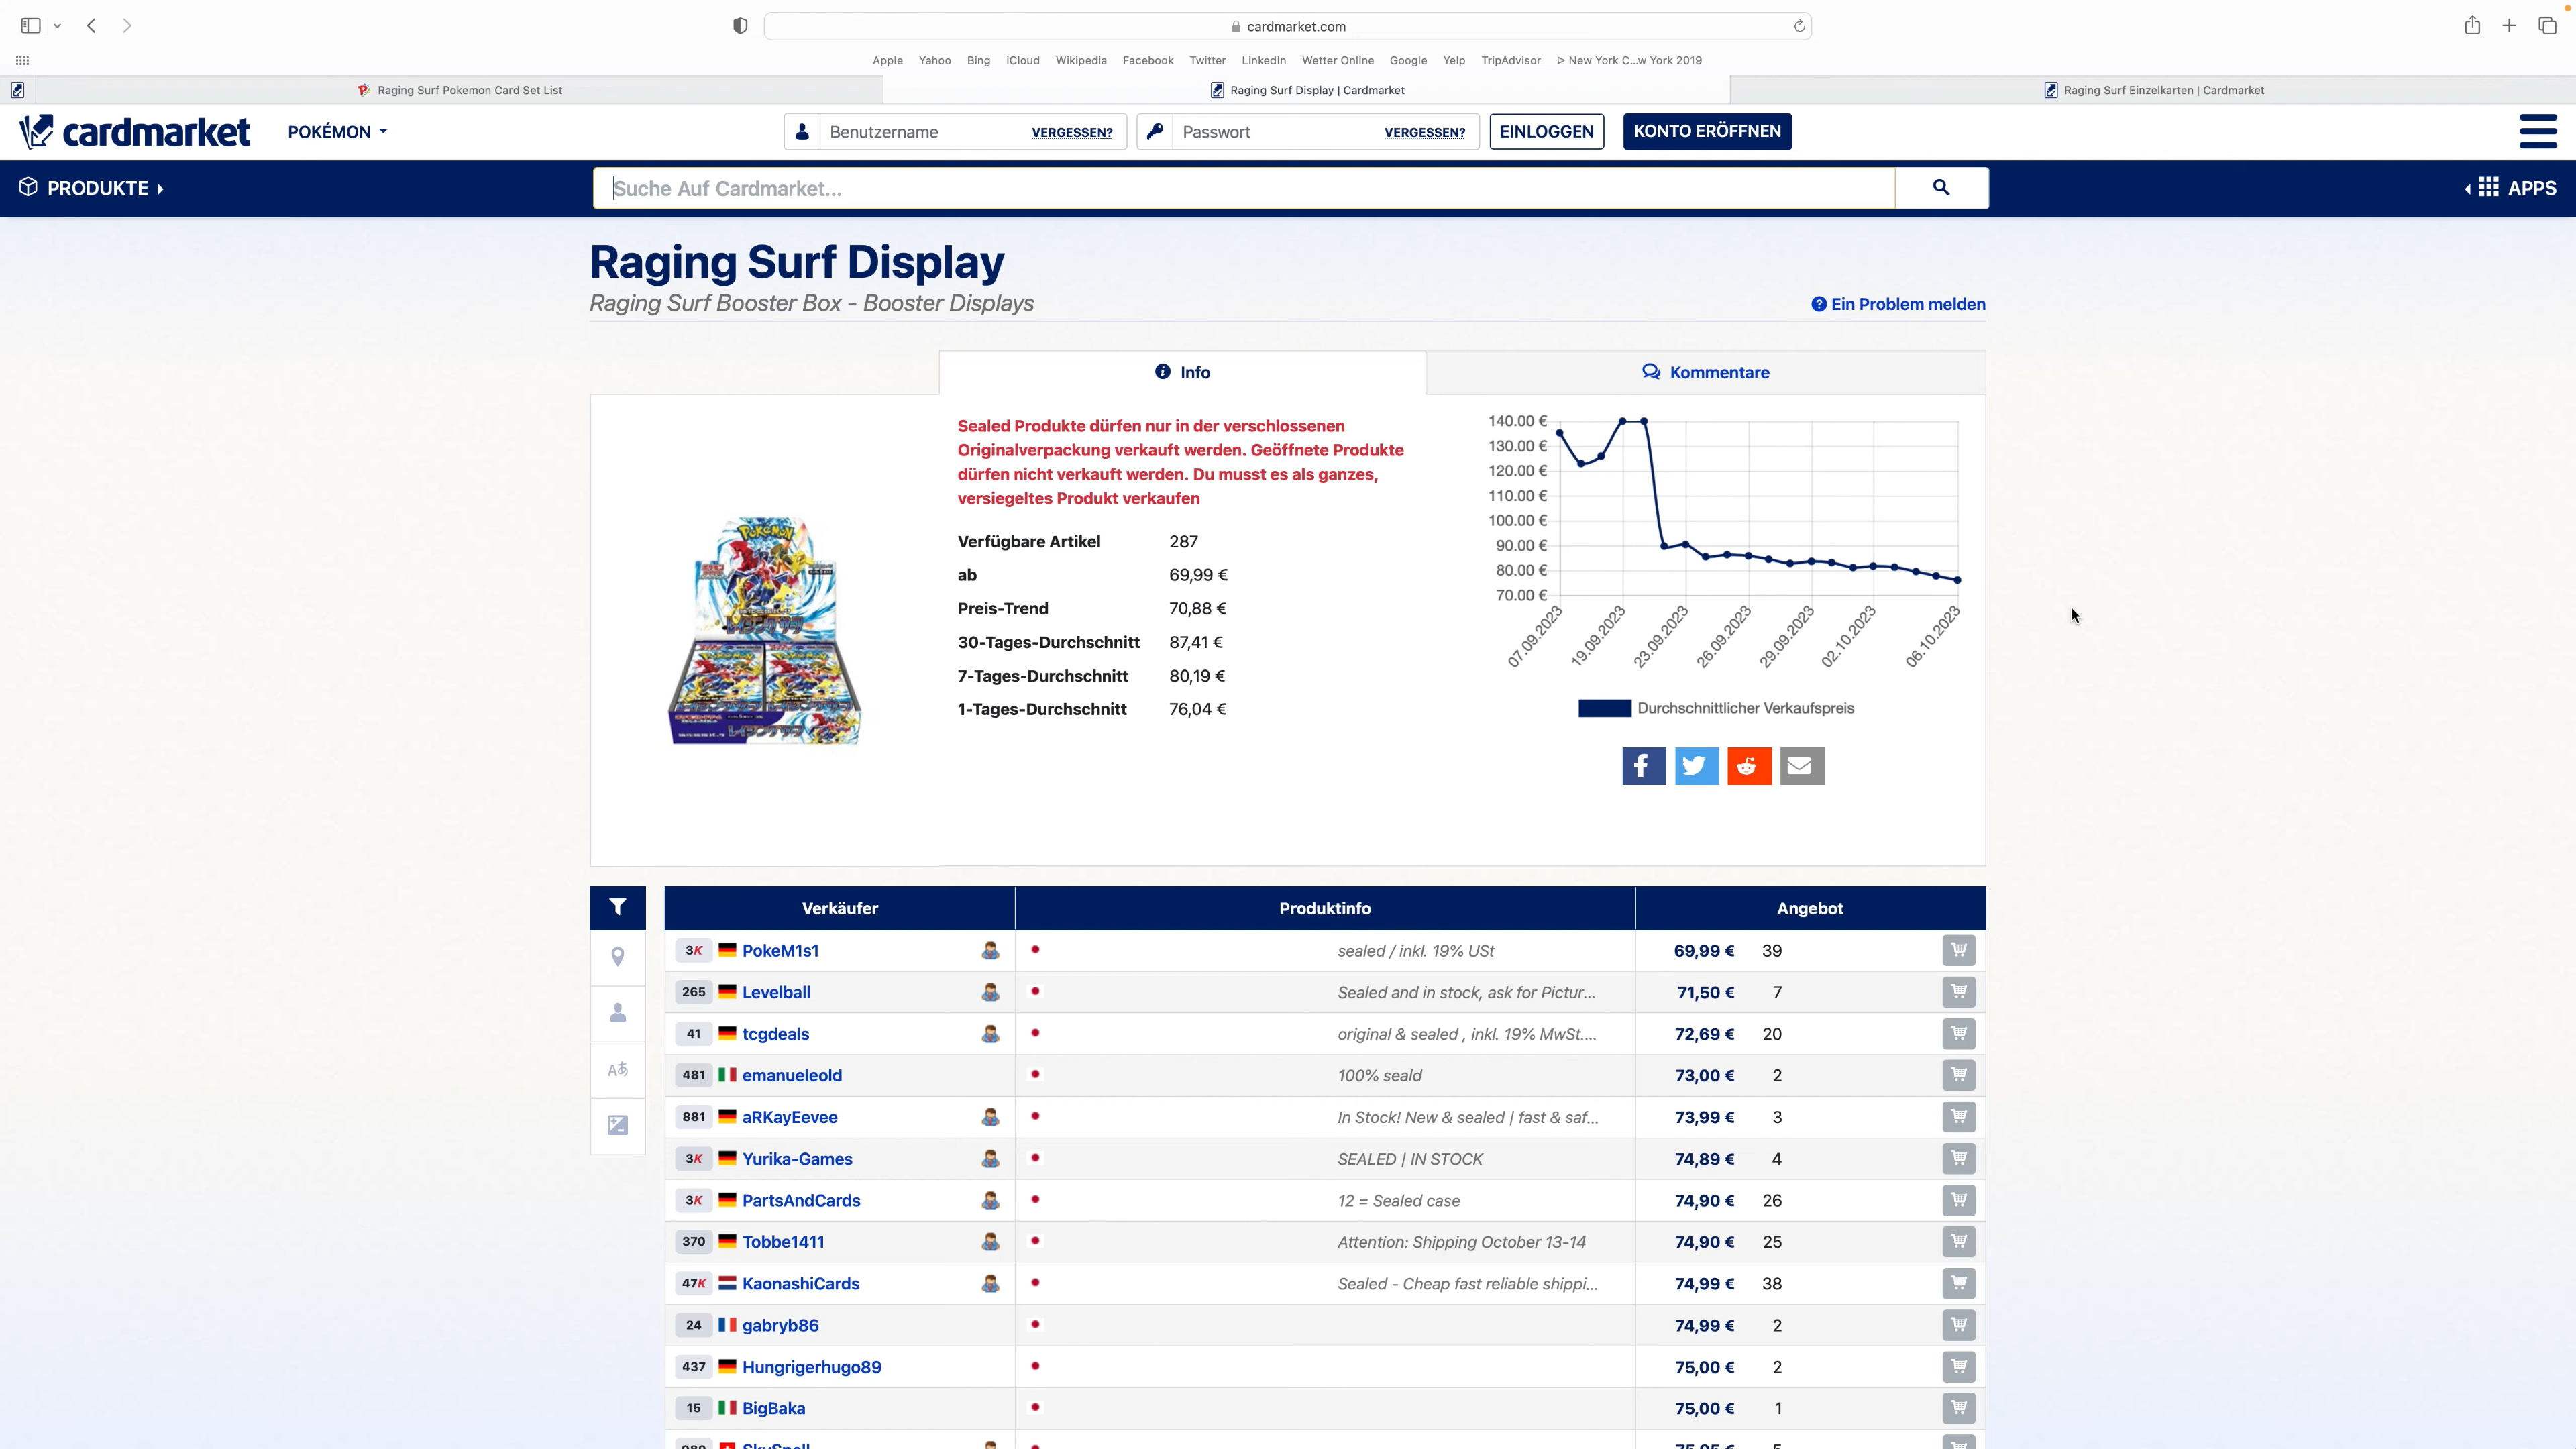 cardmarket.com
Apple Yahoo Bing iCloud Wikipedia Facebook Twitter LinkedIn Wetter Online Google Yelp TripAdvisor ⊳ New York C...w York 2019
Raging Surf Pokemon Card Set List
Raging Surf Display | Cardmarket
Raging Surf Einzelkarten | Cardmarket
cardmarket
POKÉMON
Benutzername VERGESSEN?
Passwort VERGESSEN?
EINLOGGEN
KONTO ERÖFFNEN
PRODUKTE
Suche Auf Cardmarket...
APPS
Raging Surf Display
Raging Surf Booster Box - Booster Displays
Ein Problem melden
Info
Kommentare
Sealed Produkte dürfen nur in der verschlossenen
Originalverpackung verkauft werden. Geöffnete Produkte
dürfen nicht verkauft werden. Du musst es als ganzes,
versiegeltes Produkt verkaufen
Verfügbare Artikel 287
ab 69,99 €
Preis-Trend 70,88 €
30-Tages-Durchschnitt 87,41 €
7-Tages-Durchschnitt 80,19 €
1-Tages-Durchschnitt 76,04 €
POKÉMON
レイジングサーフ
140.00 €
130.00 €
120.00 €
110.00 €
100.00 €
90.00 €
80.00 €
70.00 €
07.09.2023 19.09.2023 23.09.2023 26.09.2023 29.09.2023 02.10.2023 06.10.2023
Durchschnittlicher Verkaufspreis
Verkäufer Produktinfo Angebot
3K PokeM1s1 sealed / inkl. 19% USt 69,99 € 39
265 Levelball Sealed and in stock, ask for Pictur... 71,50 € 7
41 tcgdeals original & sealed , inkl. 19% MwSt.... 72,69 € 20
481 emanueleold 100% seald 73,00 € 2
881 aRKayEevee In Stock! New & sealed | fast & saf... 73,99 € 3
3K Yurika-Games SEALED | IN STOCK 74,89 € 4
3K PartsAndCards 12 = Sealed case 74,90 € 26
370 Tobbe1411 Attention: Shipping October 13-14 74,90 € 25
47K KaonashiCards Sealed - Cheap fast reliable shippi... 74,99 € 38
24 gabryb86 74,99 € 2
437 Hungrigerhugo89 75,00 € 2
15 BigBaka 75,00 € 1